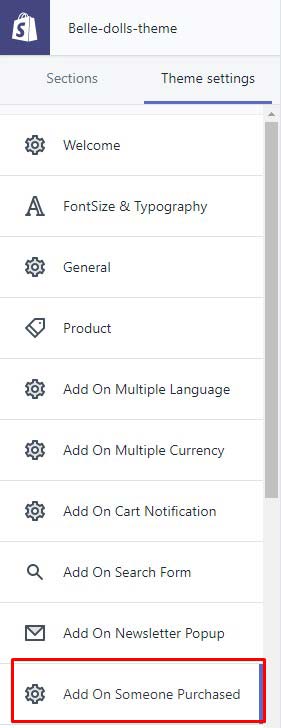 Belle-dolls-theme
Sections
Theme settings
Welcome
FontSize & Typography
General
Product
Add On Multiple Language
Add On Multiple Currency
Add On Cart Notification
Add On Search Form
Add On Newsletter Popup
Add On Someone Purchased